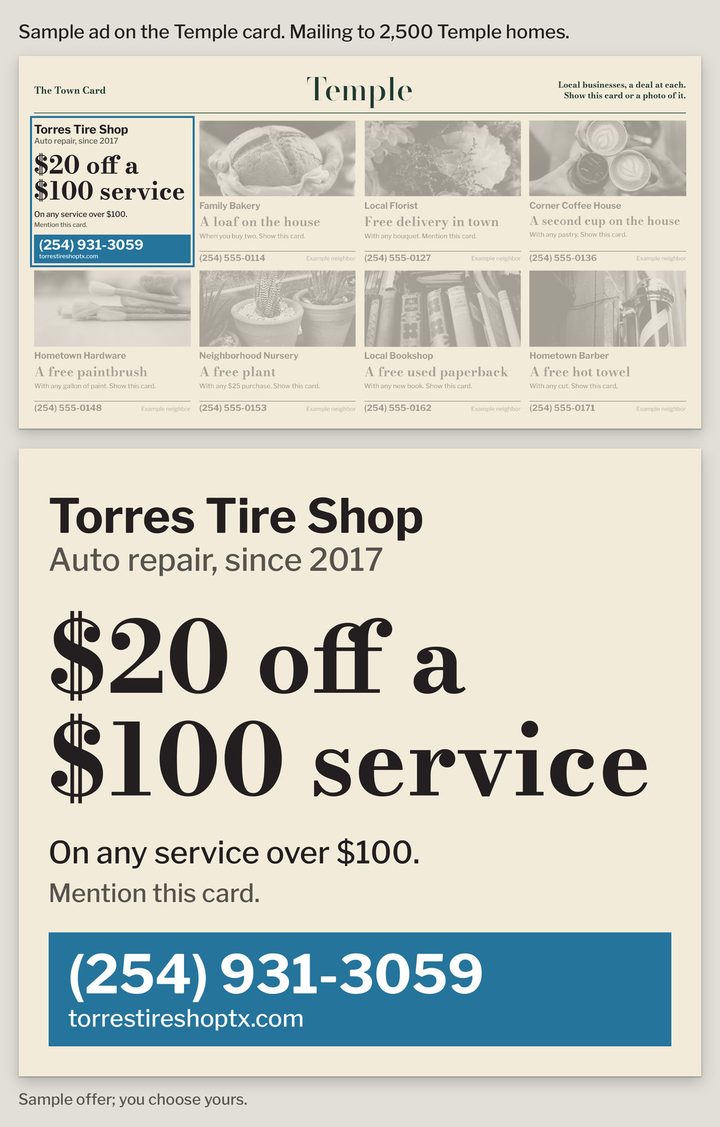 Sample ad on the Temple card. Mailing to 2,500 Temple homes.
The Town Card
Temple
Local businesses, a deal at each.
Show this card or a photo of it.
Torres Tire Shop
Auto repair, since 2017
$20 off a
$100 service
On any service over $100.
Mention this card.
(254) 931-3059
torrestireshoptx.com
Family Bakery
A loaf on the house
When you buy two. Show this card.
(254) 555-0114
Example neighbor
Local Florist
Free delivery in town
With any bouquet. Mention this card.
(254) 555-0127
Example neighbor
Corner Coffee House
A second cup on the house
With any pastry. Show this card.
(254) 555-0136
Example neighbor
Hometown Hardware
A free paintbrush
With any gallon of paint. Show this card.
(254) 555-0148
Example neighbor
Neighborhood Nursery
A free plant
With any $25 purchase. Show this card.
(254) 555-0153
Example neighbor
Local Bookshop
A free used paperback
With any new book. Show this card.
(254) 555-0162
Example neighbor
Hometown Barber
A free hot towel
With any cut. Show this card.
(254) 555-0171
Example neighbor
Torres Tire Shop
Auto repair, since 2017
$20 off a
$100 service
On any service over $100.
Mention this card.
(254) 931-3059
torrestireshoptx.com
Sample offer; you choose yours.